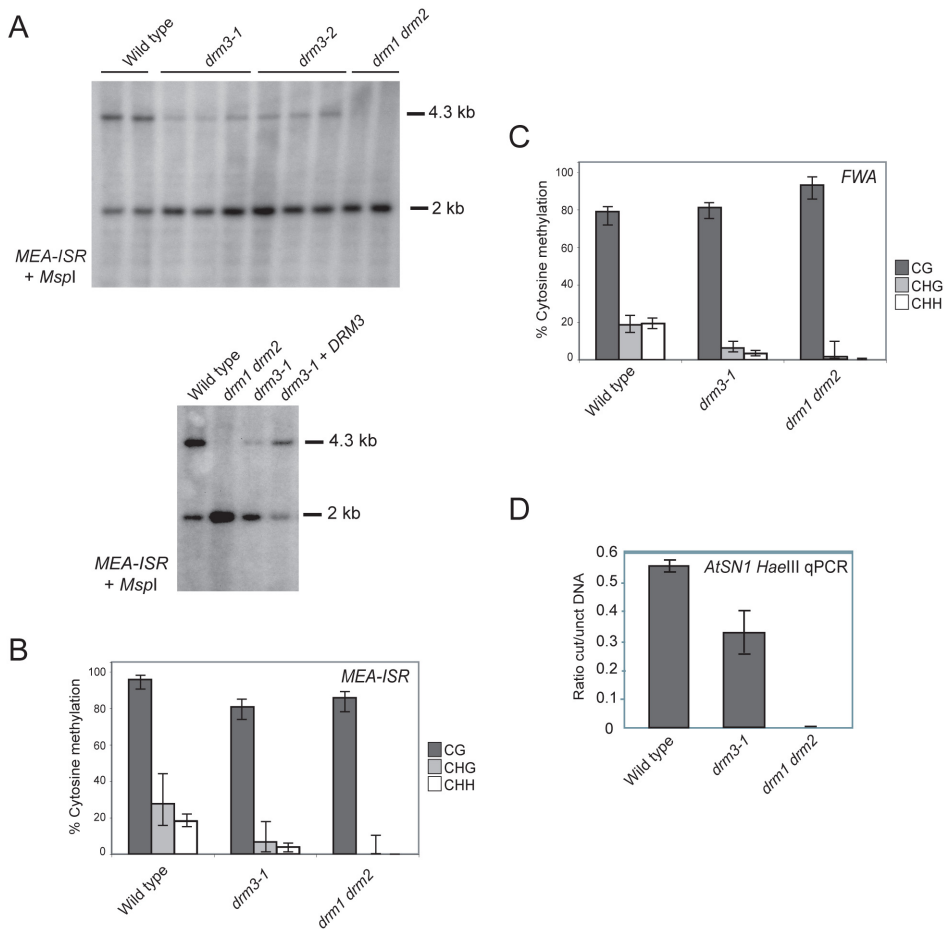 A
Wild type
drm3-1
drm3-2
drm1 drm2
4.3 kb
2 kb
MEA-ISR
+ MspI
Wild type
drm1 drm2
drm3-1
drm3-1 + DRM3
4.3 kb
2 kb
MEA-ISR
+ MspI
B
MEA-ISR
% Cytosine methylation
100
80
60
40
20
0
Wild type
drm3-1
drm1 drm2
CG
CHG
CHH
C
FWA
% Cytosine methylation
100
80
60
40
20
0
Wild type
drm3-1
drm1 drm2
CG
CHG
CHH
D
AtSN1 HaeIII qPCR
Ratio cut/unct DNA
0.6
0.5
0.4
0.3
0.2
0.1
0
Wild type
drm3-1
drm1 drm2